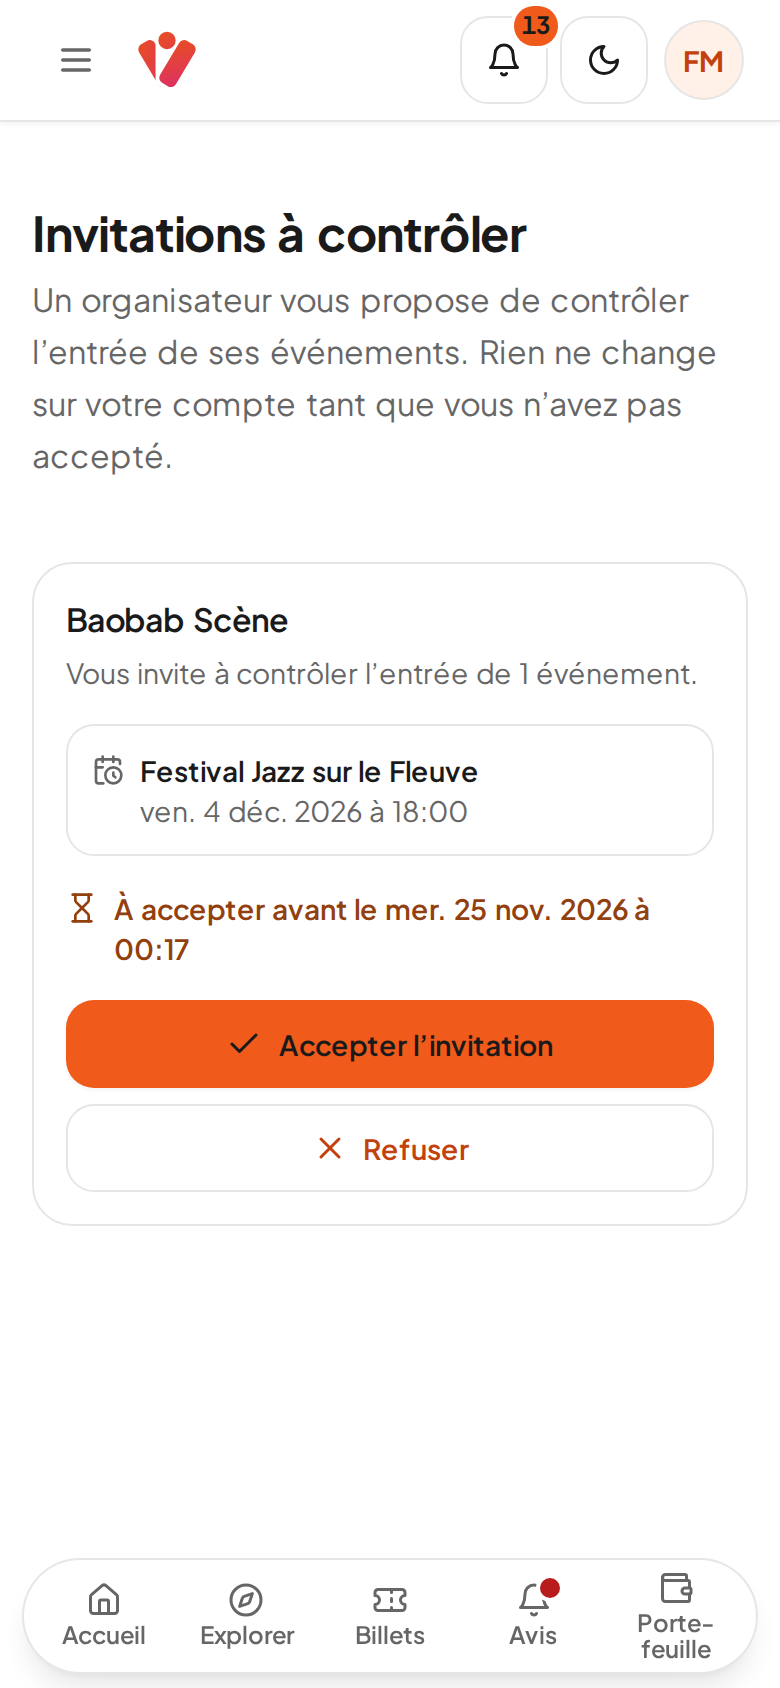 13
FM
Invitations à contrôler
Un organisateur vous propose de contrôler
l’entrée de ses événements. Rien ne change
sur votre compte tant que vous n’avez pas
accepté.
Baobab Scène
Vous invite à contrôler l’entrée de 1 événement.
Festival Jazz sur le Fleuve
ven. 4 déc. 2026 à 18:00
À accepter avant le mer. 25 nov. 2026 à
00:17
Accepter l’invitation
Refuser
Accueil
Explorer
Billets
Avis
Porte-
feuille